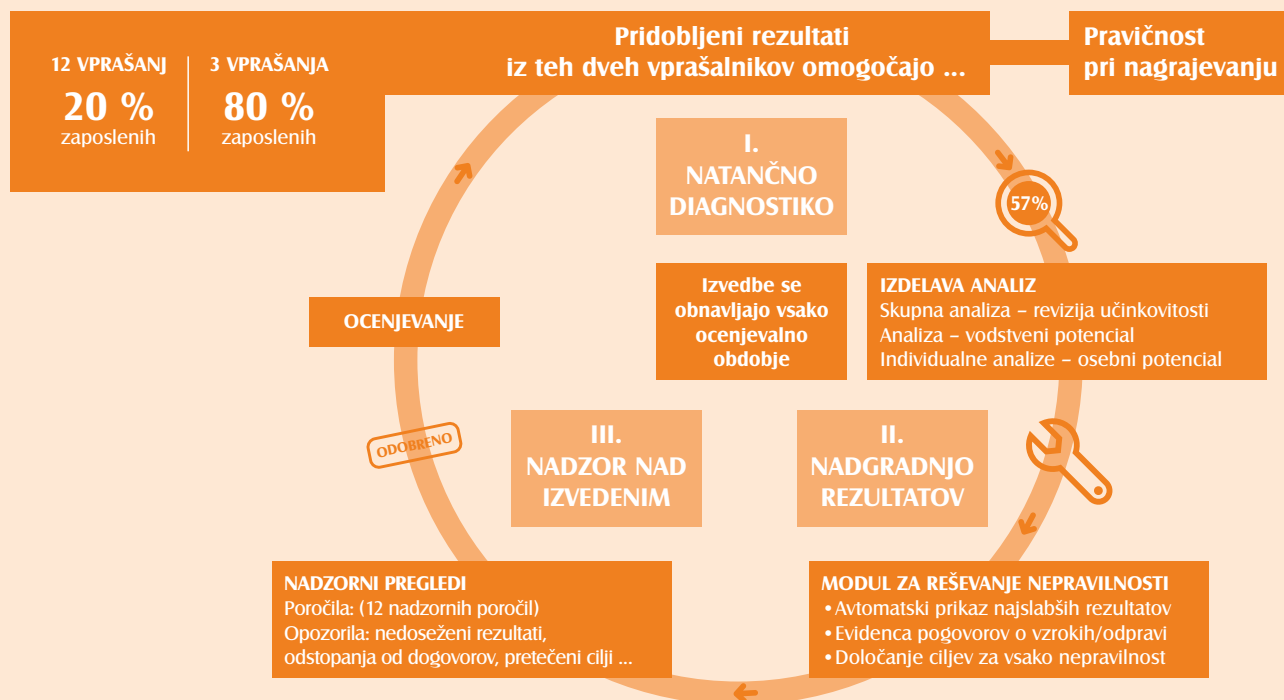 12 VPRAŠANJ
20 %
zaposlenih
3 VPRAŠANJA
80 %
zaposlenih
Pridobljeni rezultati
iz teh dveh vprašalnikov omogočajo ...
Pravičnost
pri nagrajevanju
I.
NATANČNO
DIAGNOSTIKO
57%
Izvedbe se
obnavljajo vsako
ocenjevalno
obdobje
IZDELAVA ANALIZ
Skupna analiza – revizija učinkovitosti
Analiza – vodstveni potencial
Individualne analize – osebni potencial
OCENJEVANJE
ODOBRENO
III.
NADZOR NAD
IZVEDENIM
II.
NADGRADNJO
REZULTATOV
NADZORNI PREGLEDI
Poročila: (12 nadzornih poročil)
Opozorila: nedoseženi rezultati,
odstopanja od dogovorov, pretečeni cilji ...
MODUL ZA REŠEVANJE NEPRAVILNOSTI
• Avtomatski prikaz najslabših rezultatov
• Evidenca pogovorov o vzrokih/odpravi
• Določanje ciljev za vsako nepravilnost